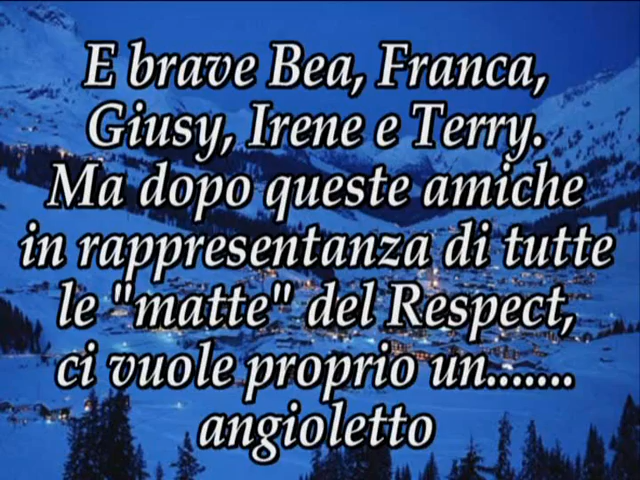 E brave Bea, Franca,
Giusy, Irene e Terry.
Ma dopo queste amiche
in rappresentanza di tutte
le "matte" del Respect,
ci vuole proprio un.......
angioletto